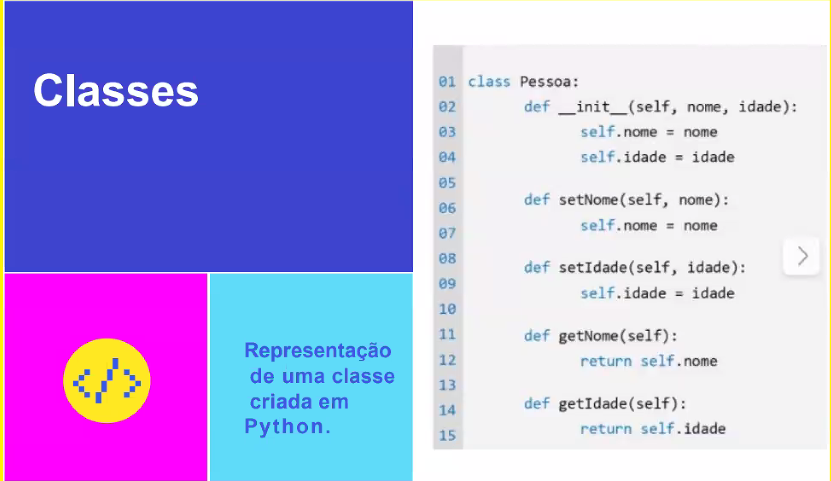 Classes
Representação
de uma classe
criada em
Python.
01 class Pessoa:
02 def __init__(self, nome, idade):
03 self.nome = nome
04 self.idade = idade
05
06 def setNome(self, nome):
07 self.nome = nome
08
09 def setIdade(self, idade):
10 self.idade = idade
11 def getNome(self):
12 return self.nome
13
14 def getIdade(self):
15 return self.idade